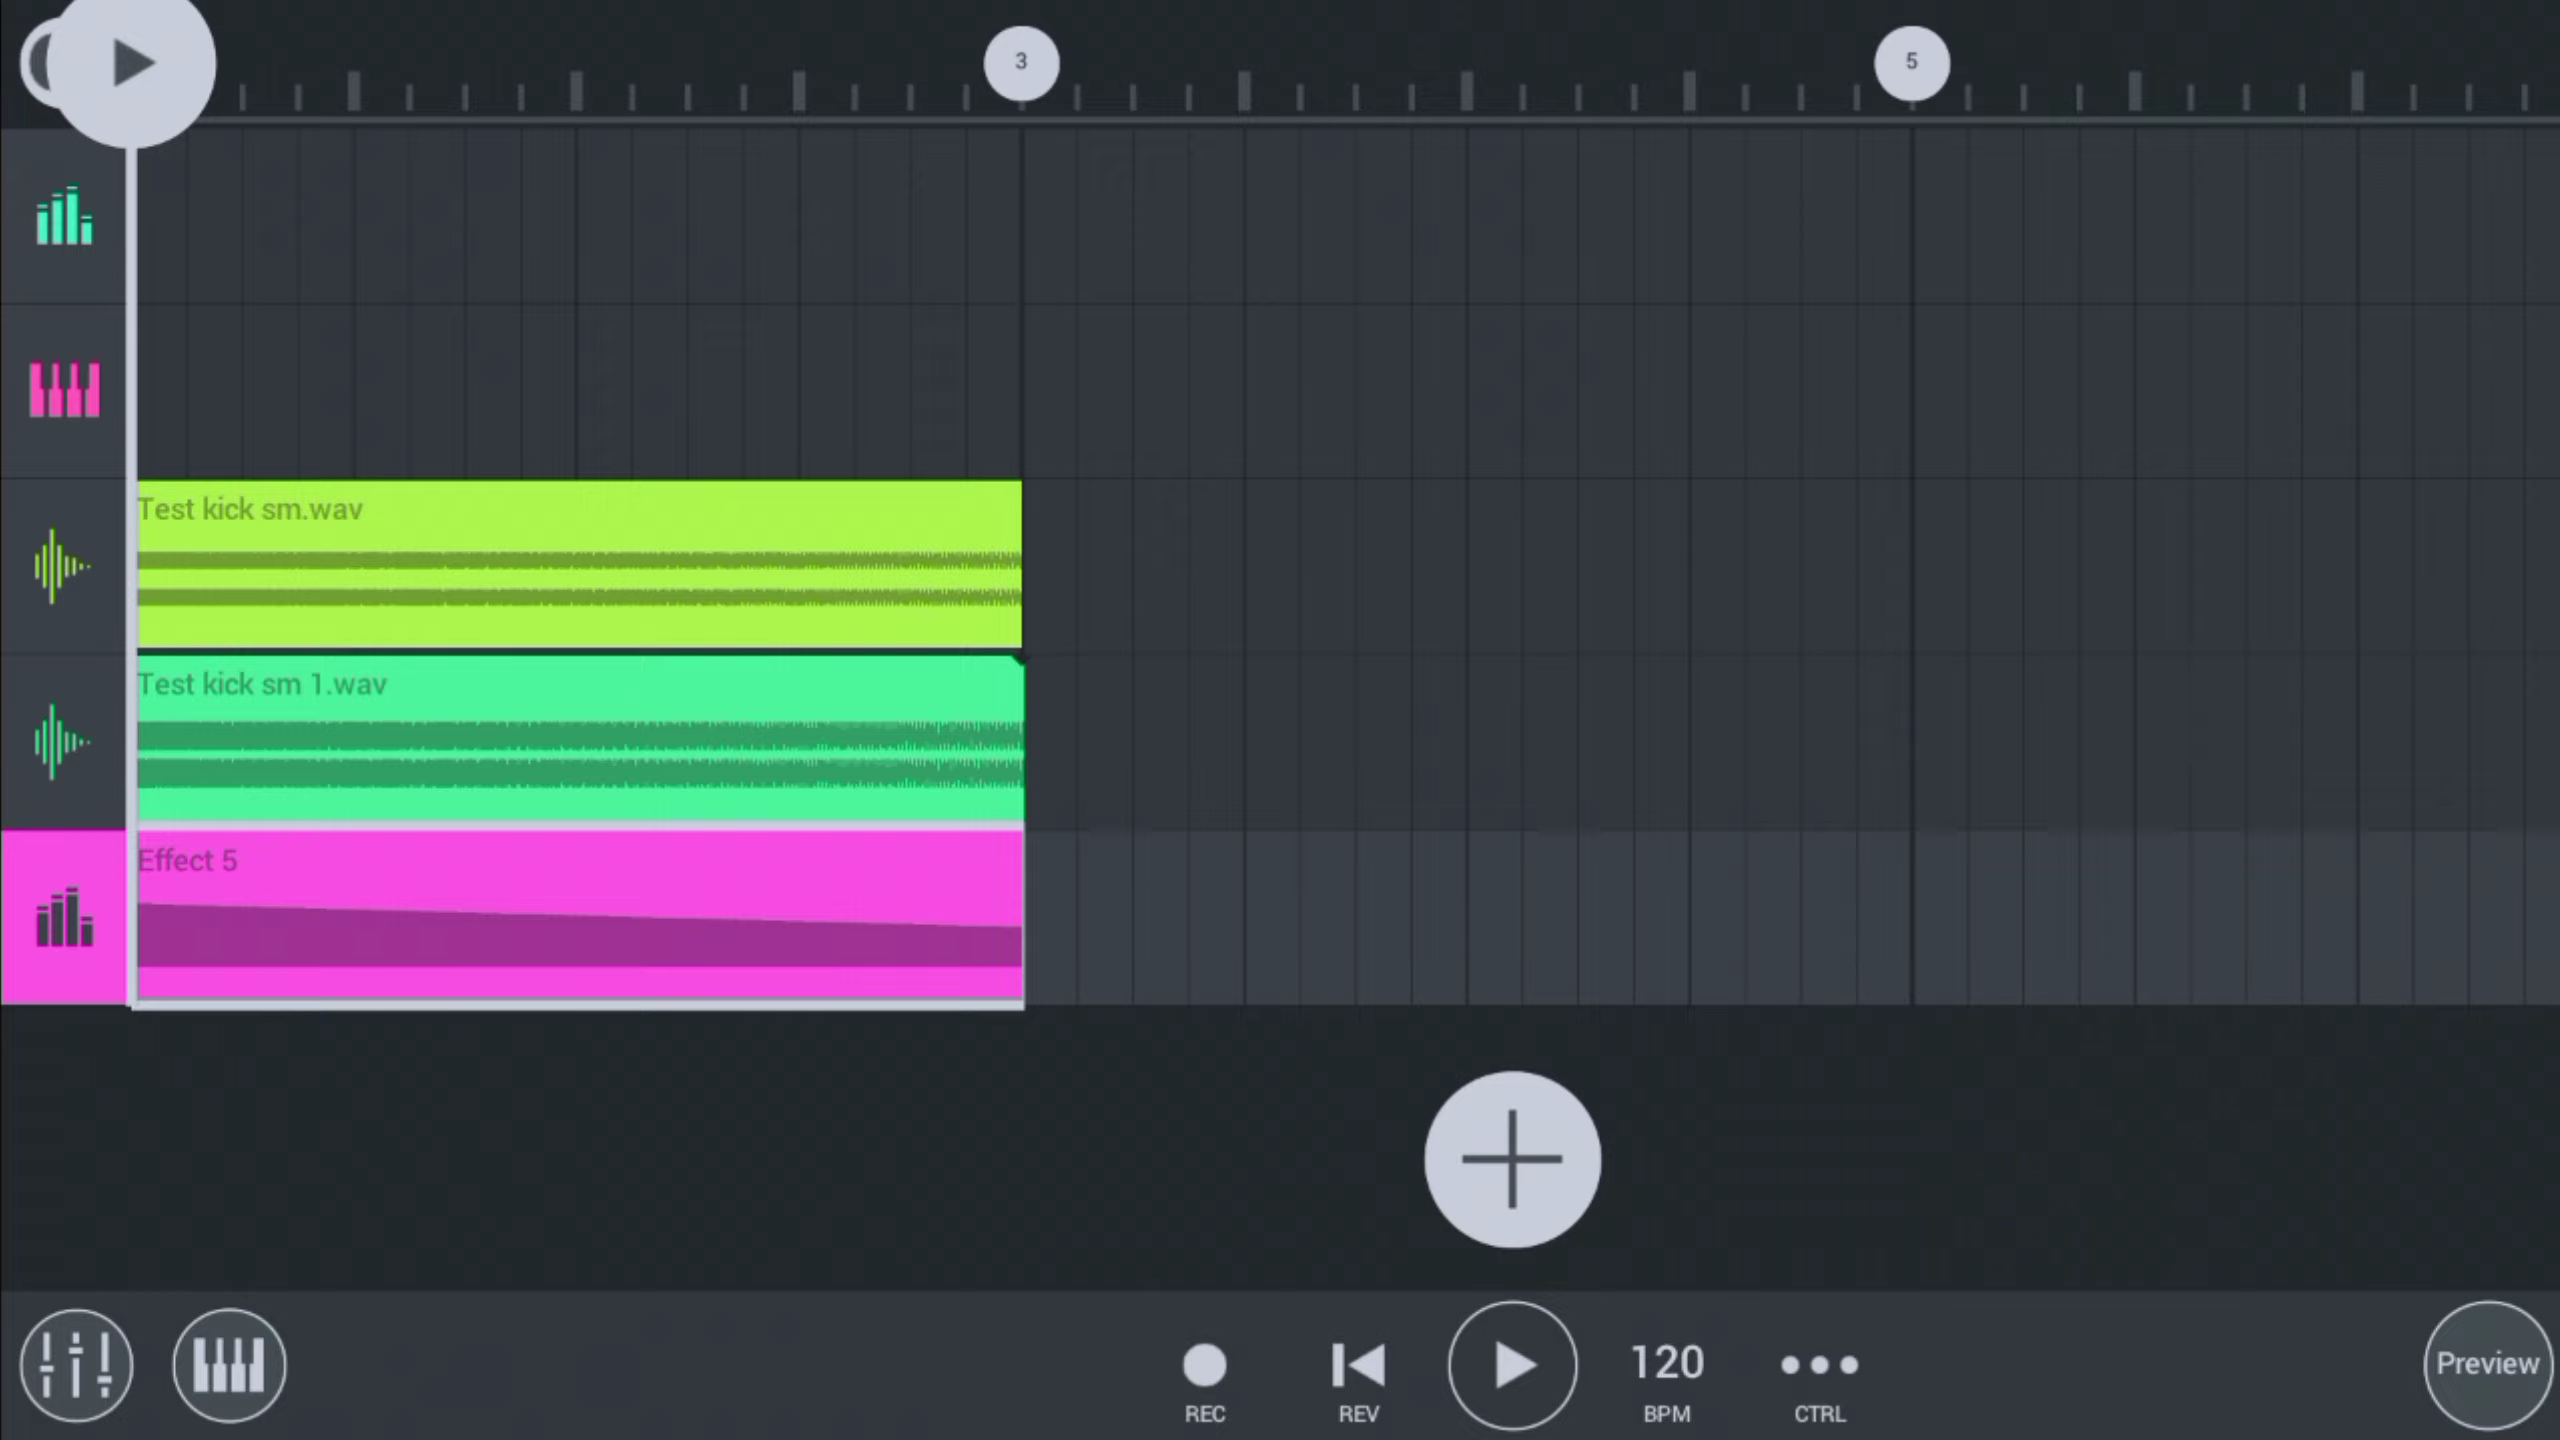 3
5
Test kick sm.wav
Test kick sm 1.wav
Effect 5
120
Preview
REC
REV
BPM
CTRL